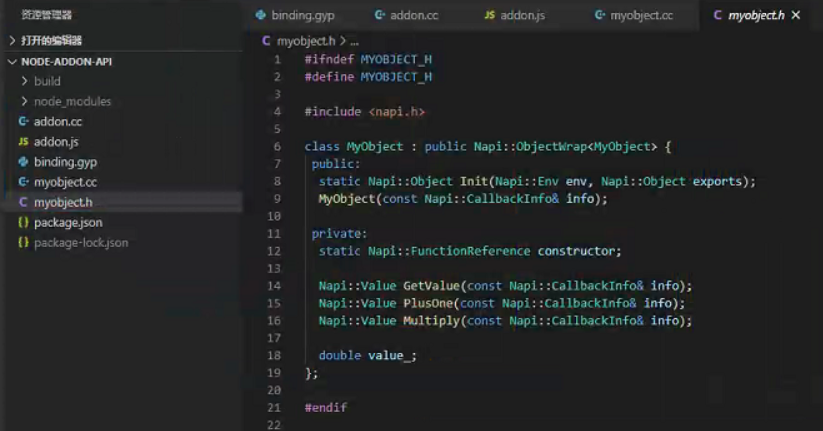 资源管理器
打开的编辑器
NODE-ADDON-API
build
node_modules
addon.cc
addon.js
binding.gyp
myobject.cc
myobject.h
package.json
package-lock.json
binding.gyp
addon.cc
addon.js
myobject.cc
myobject.h
myobject.h > ...
1 #ifndef MYOBJECT_H
2 #define MYOBJECT_H
3
4 #include <napi.h>
5
6 class MyObject : public Napi::ObjectWrap<MyObject> {
7 public:
8 static Napi::Object Init(Napi::Env env, Napi::Object exports);
9 MyObject(const Napi::CallbackInfo& info);
10
11 private:
12 static Napi::FunctionReference constructor;
13
14 Napi::Value GetValue(const Napi::CallbackInfo& info);
15 Napi::Value PlusOne(const Napi::CallbackInfo& info);
16 Napi::Value Multiply(const Napi::CallbackInfo& info);
17
18 double value_;
19 };
20
21 #endif
22